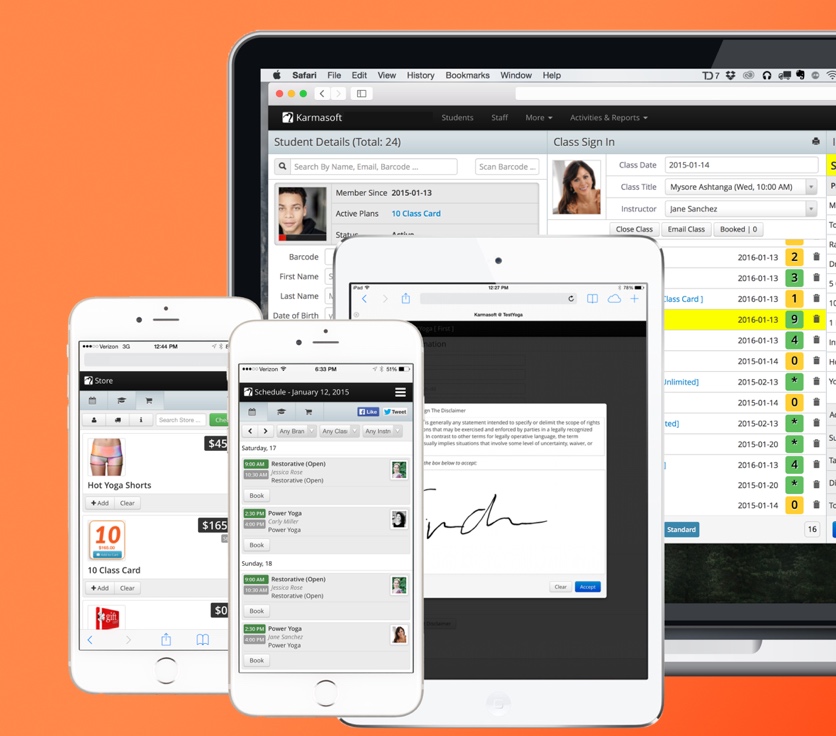 Safari File Edit View History Bookmarks Window Help
7
Karmasoft Students Staff More Activities & Reports
Student Details (Total: 24)
Search By Name, Email, Barcode ... Scan Barcode ...
Member Since 2015-01-13
Active Plans 10 Class Card
Status Active
Barcode
First Name
Last Name
Date of Birth
Class Sign In
Class Date 2015-01-14
Class Title Mysore Ashtanga (Wed, 10:00 AM)
Instructor Jane Sanchez
Close Class Email Class Booked | 0
2
2016-01-13 3
Class Card ] 2016-01-13 1
2016-01-13 9
2016-01-13 4
2015-01-14 0
Unlimited] 2015-02-13 *
2015-01-14 0
ted] 2015-02-13 *
2015-01-20 *
] 2016-01-13 4
2015-01-20 *
2015-01-14 0
Standard 16
iPad 12:27 PM 78%
Karmasoft @ TestYoga
gn The Disclaimer
is generally any statement intended to specify or delimit the scope of rights
ons that may be exercised and enforced by parties in a legally recognized
In contrast to other terms for legally operative language, the term
usually implies situations that involve some level of uncertainty, waiver, or
the box below to accept:
Clear Accept
Verizon 3G 12:44 PM
Store
Search Store ... Che
$45
Hot Yoga Shorts
+ Add Clear
$165
10
10 Class Card
+ Add Clear
$0
gift
Verizon 6:33 PM 51%
Schedule - January 12, 2015
Like Tweet
Any Bran Any Clas Any Instr
Saturday, 17
9:00 AM Restorative (Open)
10:30 AM Jessica Rose
Restorative (Open)
Book
2:30 PM Power Yoga
4:00 PM Carly Miller
Power Yoga
Book
Sunday, 18
9:00 AM Restorative (Open)
10:30 AM Jessica Rose
Restorative (Open)
Book
2:30 PM Power Yoga
4:00 PM Jane Sanchez
Power Yoga
Book